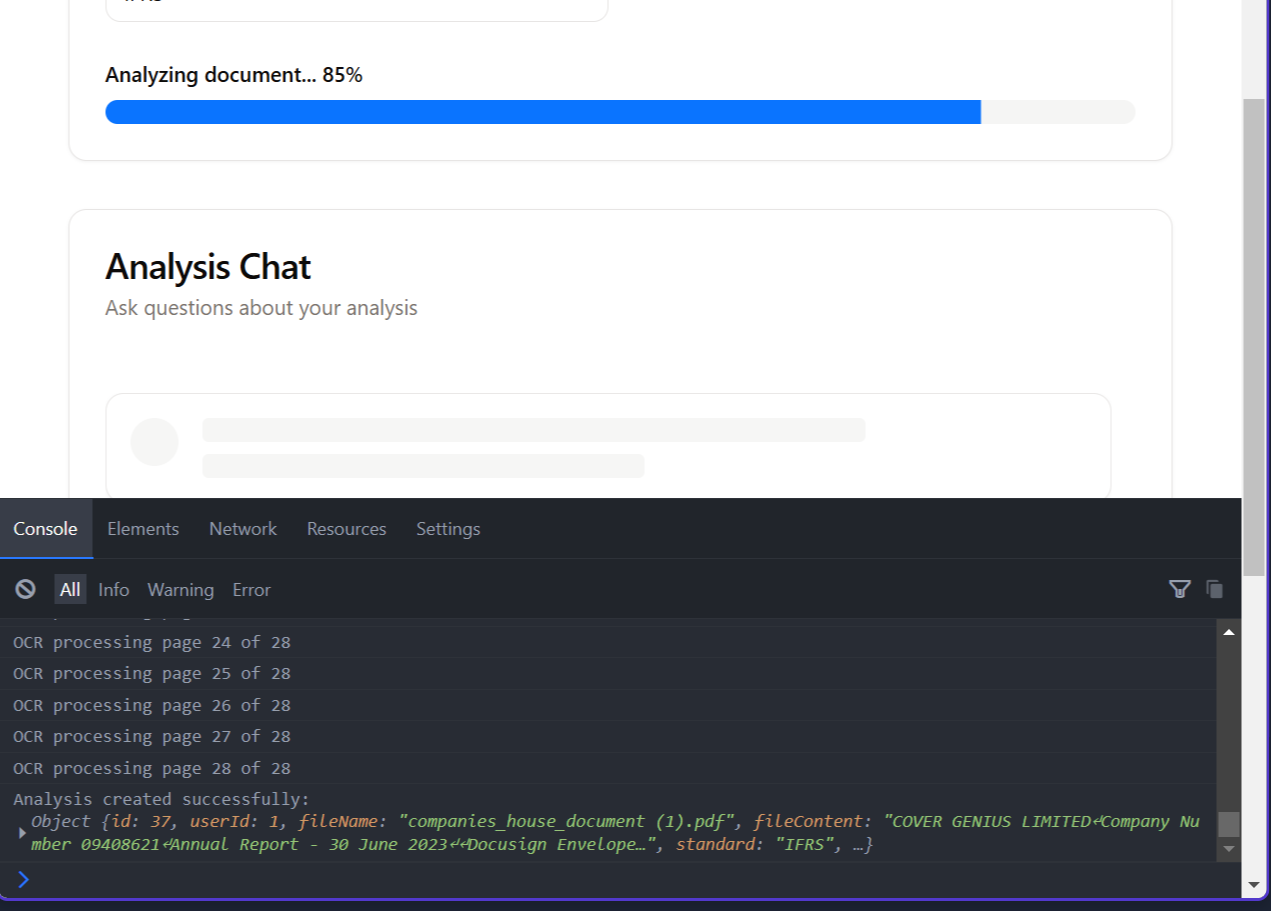 Analyzing document... 85%
Analysis Chat
Ask questions about your analysis
Console Elements Network Resources Settings
All Info Warning Error
OCR processing page 24 of 28
OCR processing page 25 of 28
OCR processing page 26 of 28
OCR processing page 27 of 28
OCR processing page 28 of 28
Analysis created successfully:
Object {id: 37, userId: 1, fileName: "companies_house_document (1).pdf", fileContent: "COVER GENIUS LIMITED↵Company Nu
mber 09408621↵Annual Report - 30 June 2023↵↵Docusign Envelope…", standard: "IFRS", …}